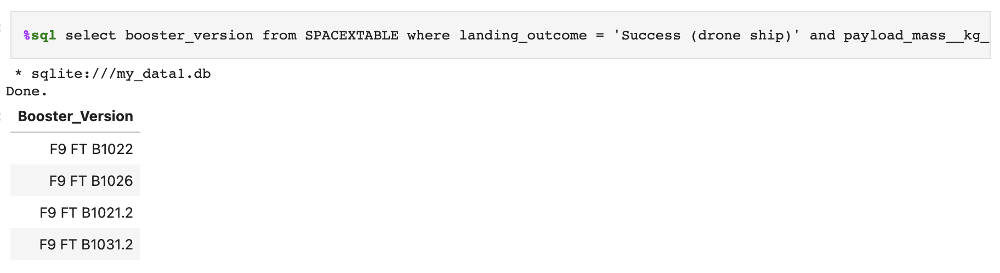 %sql select booster_version from SPACEXTABLE where landing_outcome = 'Success (drone ship)' and payload_mass__kg_
* sqlite:///my_data1.db
Done.
Booster_Version
F9 FT B1022
F9 FT B1026
F9 FT B1021.2
F9 FT B1031.2